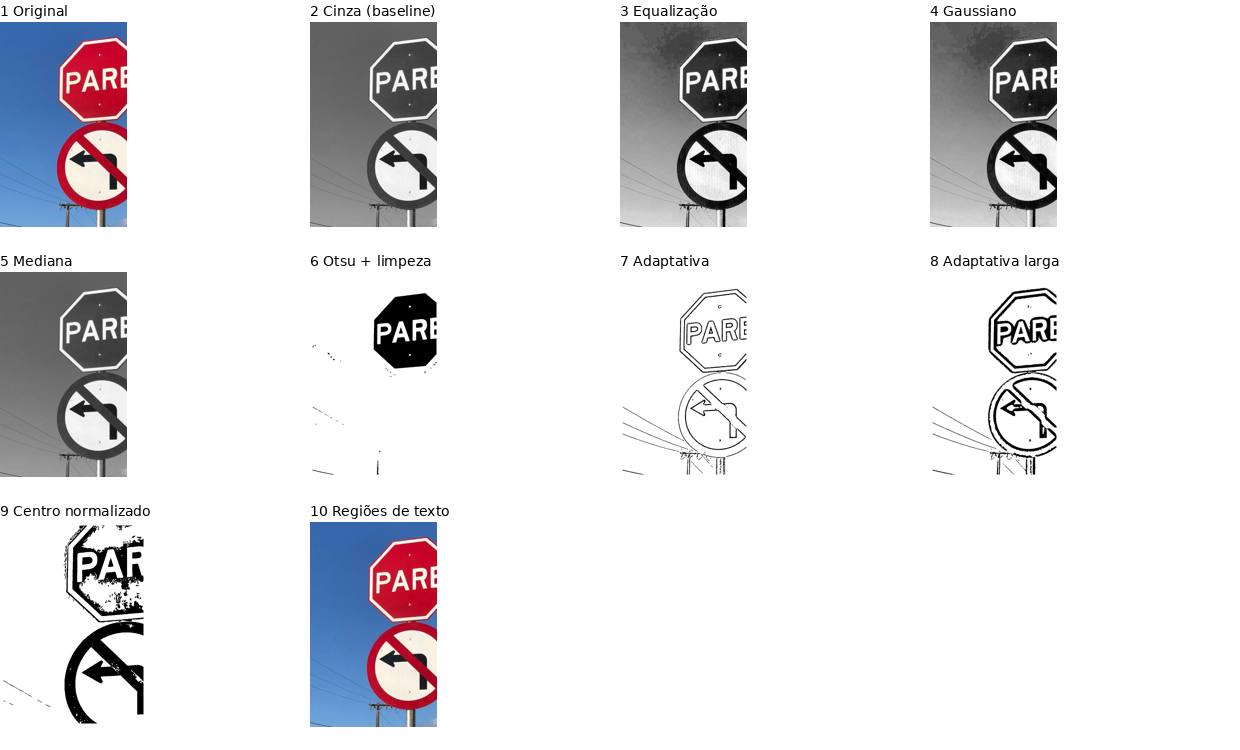 1 Original
2 Cinza (baseline)
3 Equalização
4 Gaussiano
PARE
PARE
PARE
PARE
5 Mediana
6 Otsu + limpeza
7 Adaptativa
8 Adaptativa larga
PARE
PARE
PARE
PARE
9 Centro normalizado
10 Regiões de texto
PAR
PARE